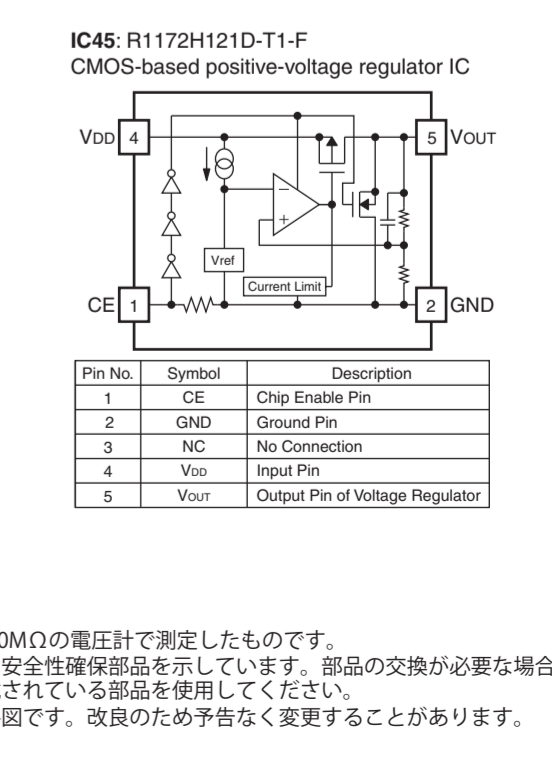 IC45: R1172H121D-T1-F
CMOS-based positive-voltage regulator IC
VDD 4
5 VOUT
−
+
Vref
Current Limit
CE 1
2 GND
Pin No. Symbol Description
1 CE Chip Enable Pin
2 GND Ground Pin
3 NC No Connection
4 VDD Input Pin
5 VOUT Output Pin of Voltage Regulator
0MΩの電圧計で測定したものです。
安全性確保部品を示しています。部品の交換が必要な場合
されている部品を使用してください。
図です。改良のため予告なく変更することがあります。